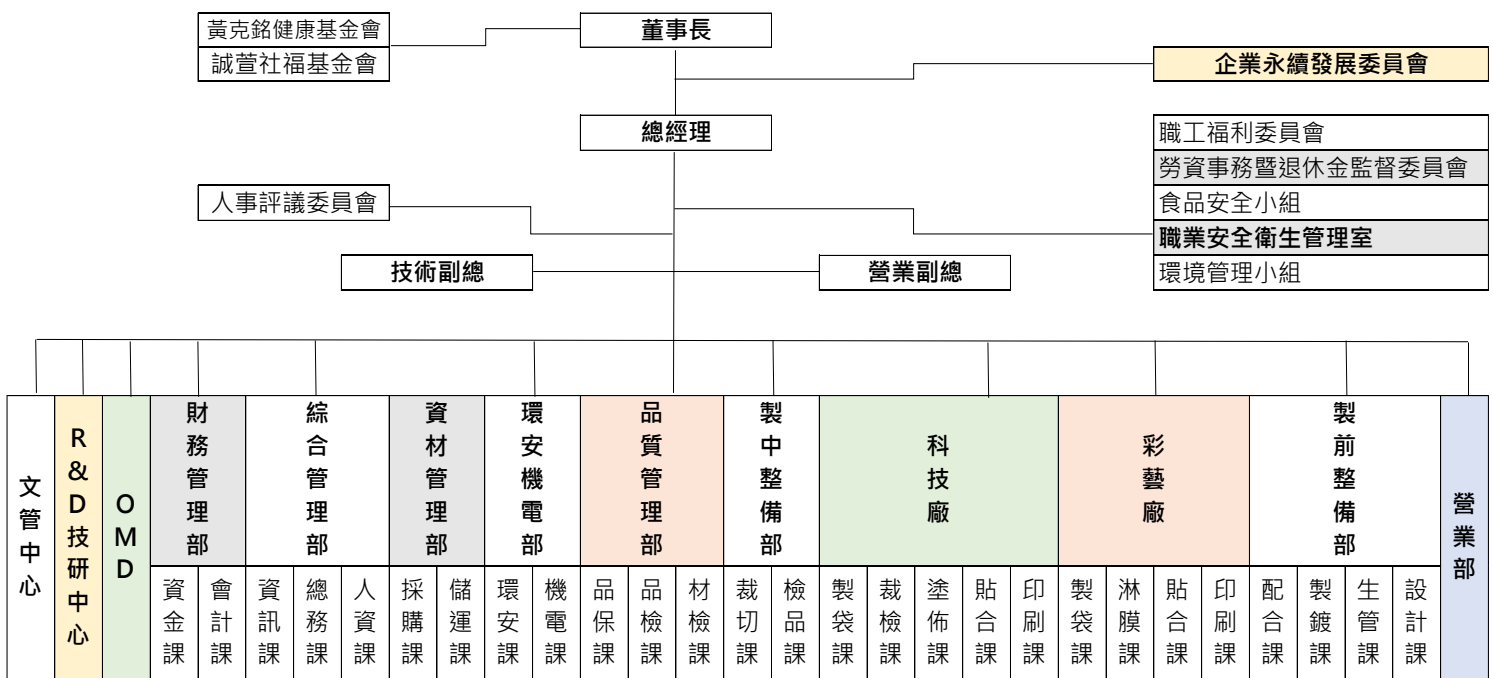 黃克銘健康基金會
誠萱社福基金會
董事長
企業永續發展委員會
總經理
職工福利委員會
勞資事務暨退休金監督委員會
食品安全小組
職業安全衛生管理室
環境管理小組
人事評議委員會
技術副總
營業副總
文管中心
R&D技研中心
OMD
財務管理部
綜合管理部
資材管理部
環安機電部
品質管理部
製中整備部
科技廠
彩藝廠
製前整備部
營業部
資金課
會計課
資訊課
總務課
人資課
採購課
儲運課
環安課
機電課
品保課
品檢課
材檢課
裁切課
檢品課
製袋課
裁檢課
塗佈課
貼合課
印刷課
製袋課
淋膜課
貼合課
印刷課
配合課
製鍍課
生管課
設計課